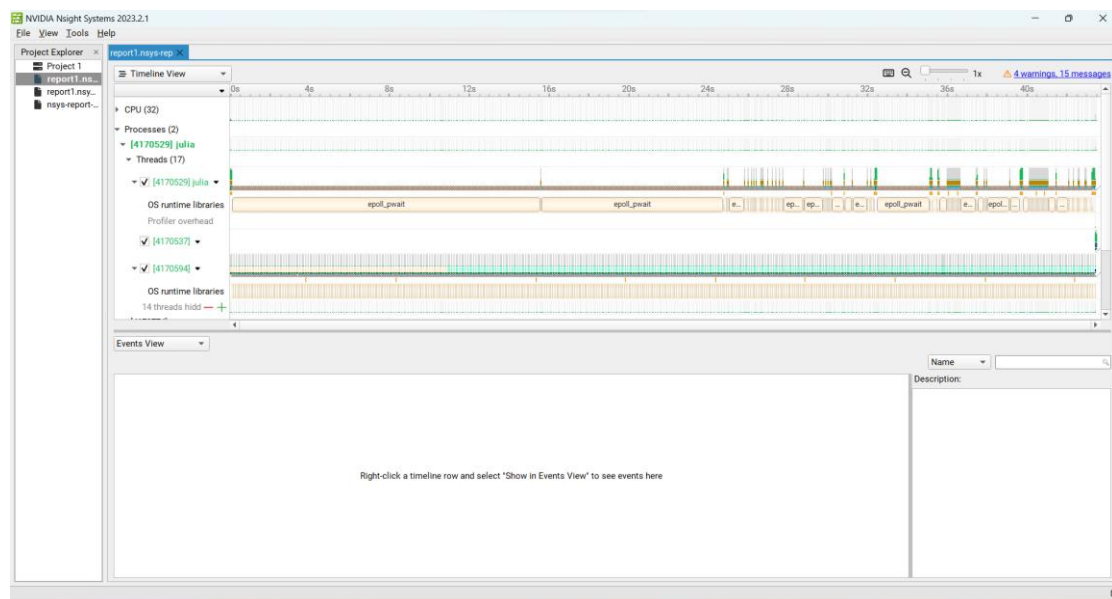 NVIDIA Nsight Systems 2023.2.1
File View Tools Help
Project Explorer
Project 1
report1.ns...
report1.nsy...
nsys-report-...
report1.nsys-rep
Timeline View
1x
4 warnings, 15 messages
0s 4s 8s 12s 16s 20s 24s 28s 32s 36s 40s
CPU (32)
Processes (2)
[4170529] julia
Threads (17)
[4170529] julia
OS runtime libraries
epoll_pwait epoll_pwait e... ep... ep... ... e... epoll_pwait e... epol... ... ...
Profiler overhead
[4170537]
[4170594]
OS runtime libraries
14 threads hidd
Events View
Name
Description:
Right-click a timeline row and select "Show in Events View" to see events here